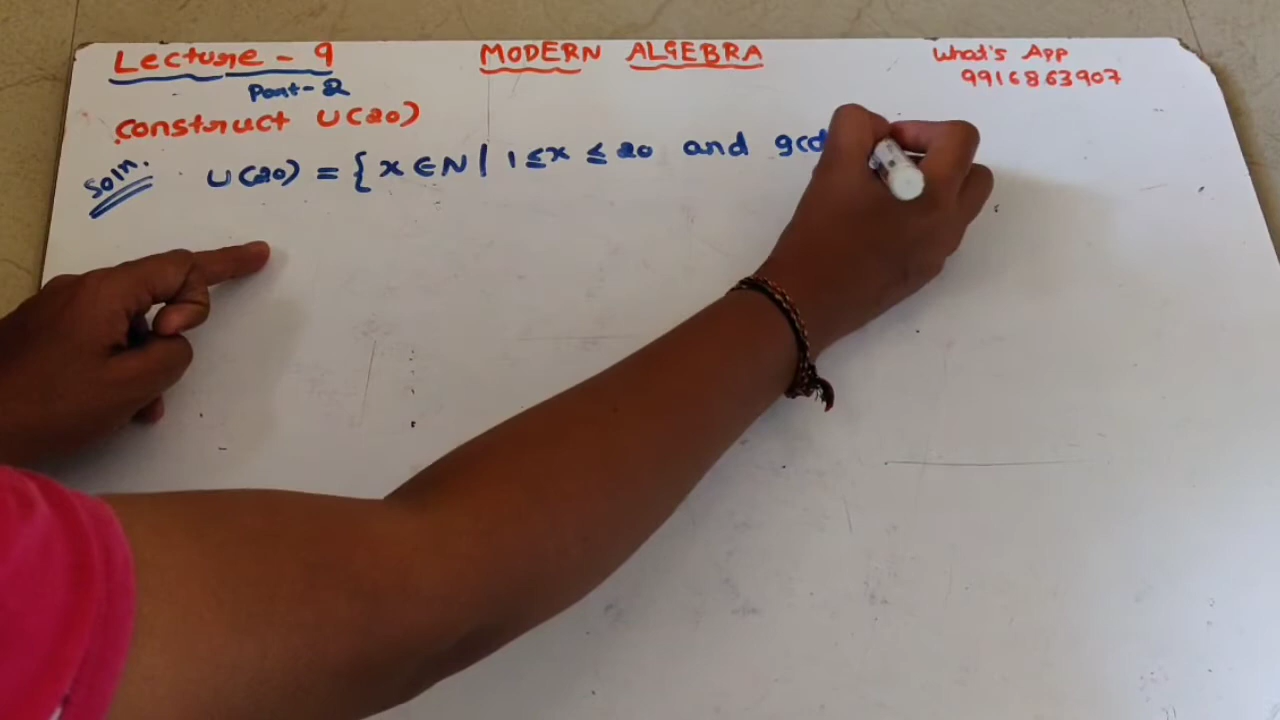 Lecture - 9
Part-2
MODERN ALGEBRA
What's App
9916863907
Construct U(20)
Soln.
U(20) = { x ∈ N | 1 ≤ x ≤ 20 and gcd